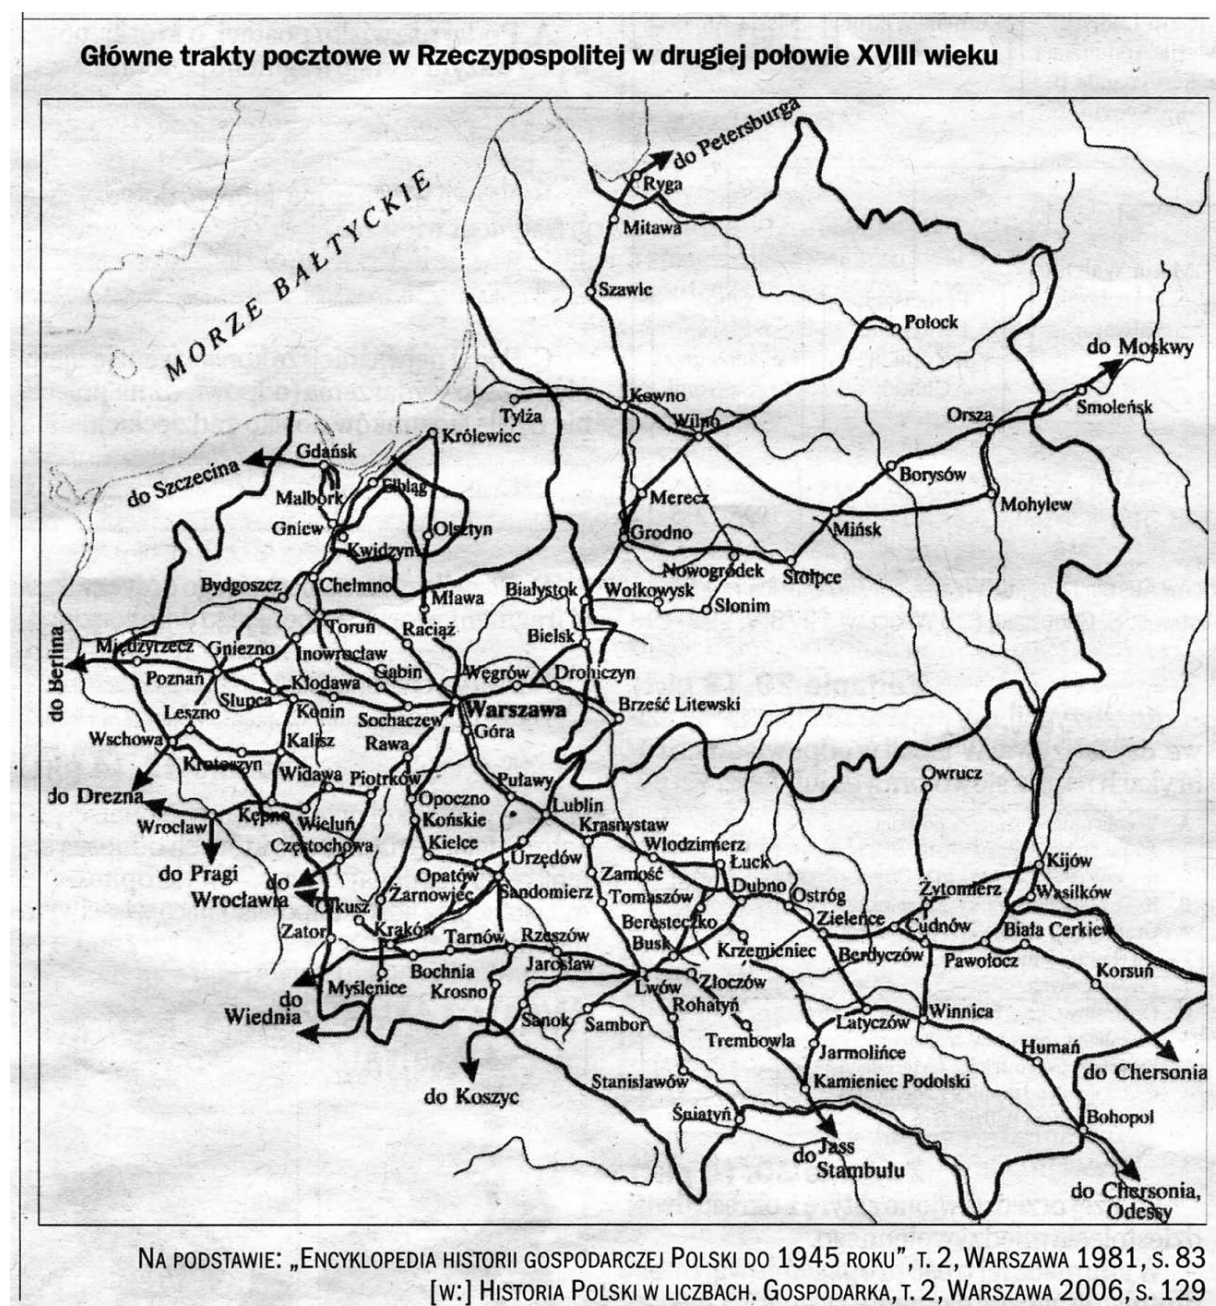 Główne trakty pocztowe w Rzeczypospolitej w drugiej połowie XVIII wieku
do Petersburga
Ryga
Mitawa
MORZE BAŁTYCKIE
Szawle
Połock
do Moskwy
Smoleńsk
Tylża
Kowno
Wilno
Orsza
Królewiec
Gdańsk
do Szczecina
Borysów
Elbląg
Malbork
Merecz
Mohylew
Gniew
Olsztyn
Grodno
Mińsk
Kwidzyn
Nowogródek
Stołpce
Bydgoszcz
Chełmno
Białystok
Wołkowysk
Mława
Słonim
Toruń
Raciąż
Bielsk
Międzyrzecz
Gniezno
Inowrocław
do Berlina
Poznań
Gąbin
Węgrów
Drohiczyn
Kłodawa
Słupca
Konin
Sochaczew
Warszawa
Brześć Litewski
Leszno
Góra
Wschowa
Kalisz
Rawa
Krotoszyn
Widawa
Piotrków
Puławy
Owrucz
do Drezna
Opoczno
Lublin
Kępno
Wrocław
Wieluń
Końskie
Krasnystaw
Częstochowa
Kielce
Urzędów
Włodzimierz
Łuck
Kijów
do Pragi
Opatów
Zamość
do
Wrocławia
Żarnowiec
Sandomierz
Tomaszów
Dubno
Ostróg
Żytomierz
Wasilków
Olkusz
Beresteczko
Zieleńce
Cudnów
Zator
Kraków
Tarnów
Rzeszów
Busk
Krzemieniec
Biała Cerkiew
Berdyczów
Pawołocz
Bochnia
Jarosław
Korsuń
Myślenice
Krosno
Lwów
Złoczów
do
Wiednia
Rohatyń
Sanok
Sambor
Latyczów
Winnica
Trembowla
Jarmolińce
Humań
do Koszyc
Stanisławów
Kamieniec Podolski
do Chersonia
Śniatyń
Bohopol
do Jass
Stambułu
do Chersonia,
Odessy
NA PODSTAWIE: „ENCYKLOPEDIA HISTORII GOSPODARCZEJ POLSKI DO 1945 ROKU”, T. 2, WARSZAWA 1981, S. 83
[W:] HISTORIA POLSKI W LICZBACH. GOSPODARKA, T. 2, WARSZAWA 2006, S. 129